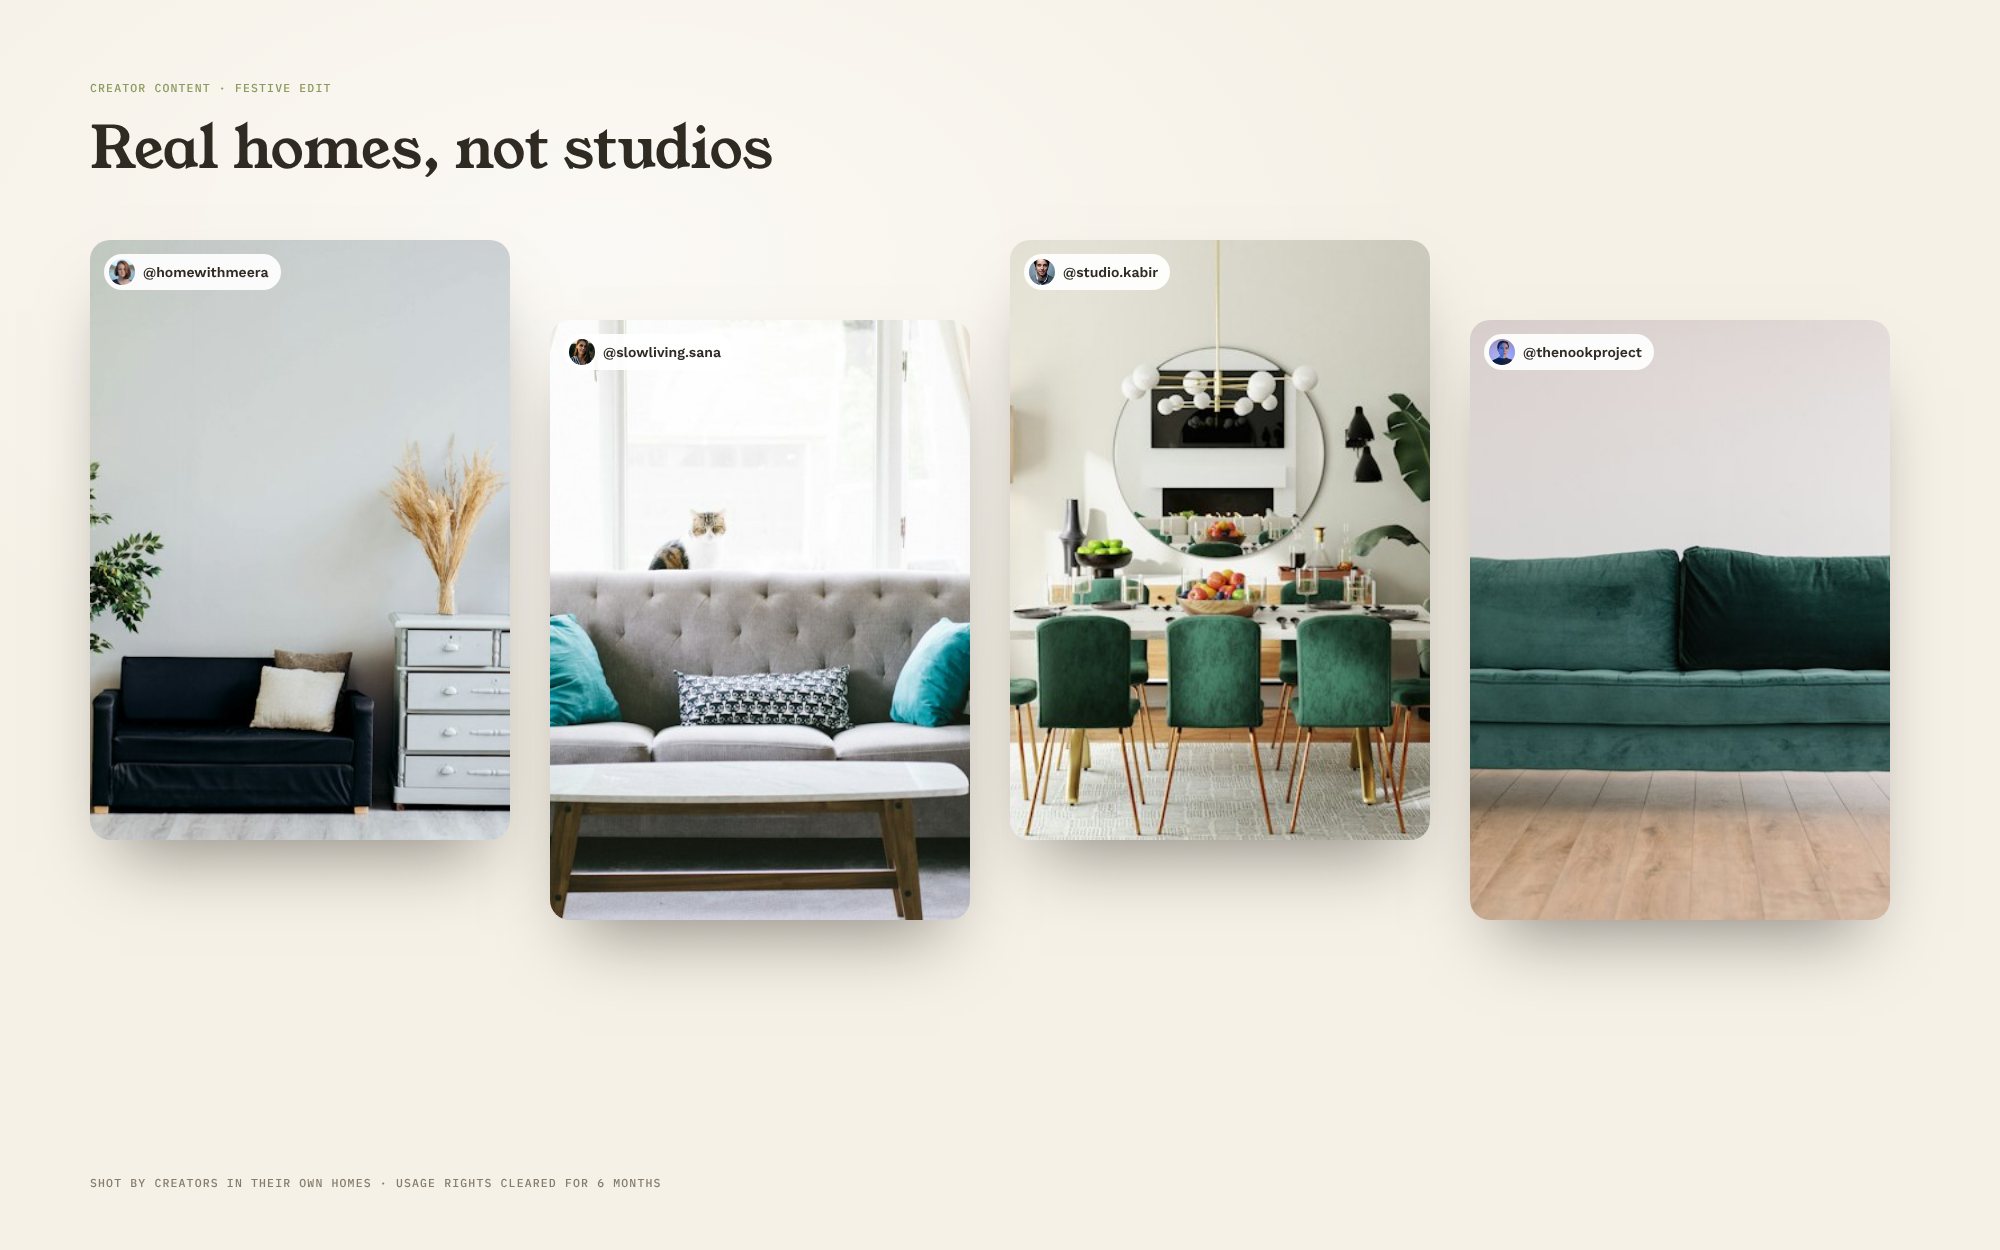 CREATOR CONTENT · FESTIVE EDIT
Real homes, not studios
@homewithmeera
@slowliving.sana
@studio.kabir
@thenookproject
SHOT BY CREATORS IN THEIR OWN HOMES · USAGE RIGHTS CLEARED FOR 6 MONTHS